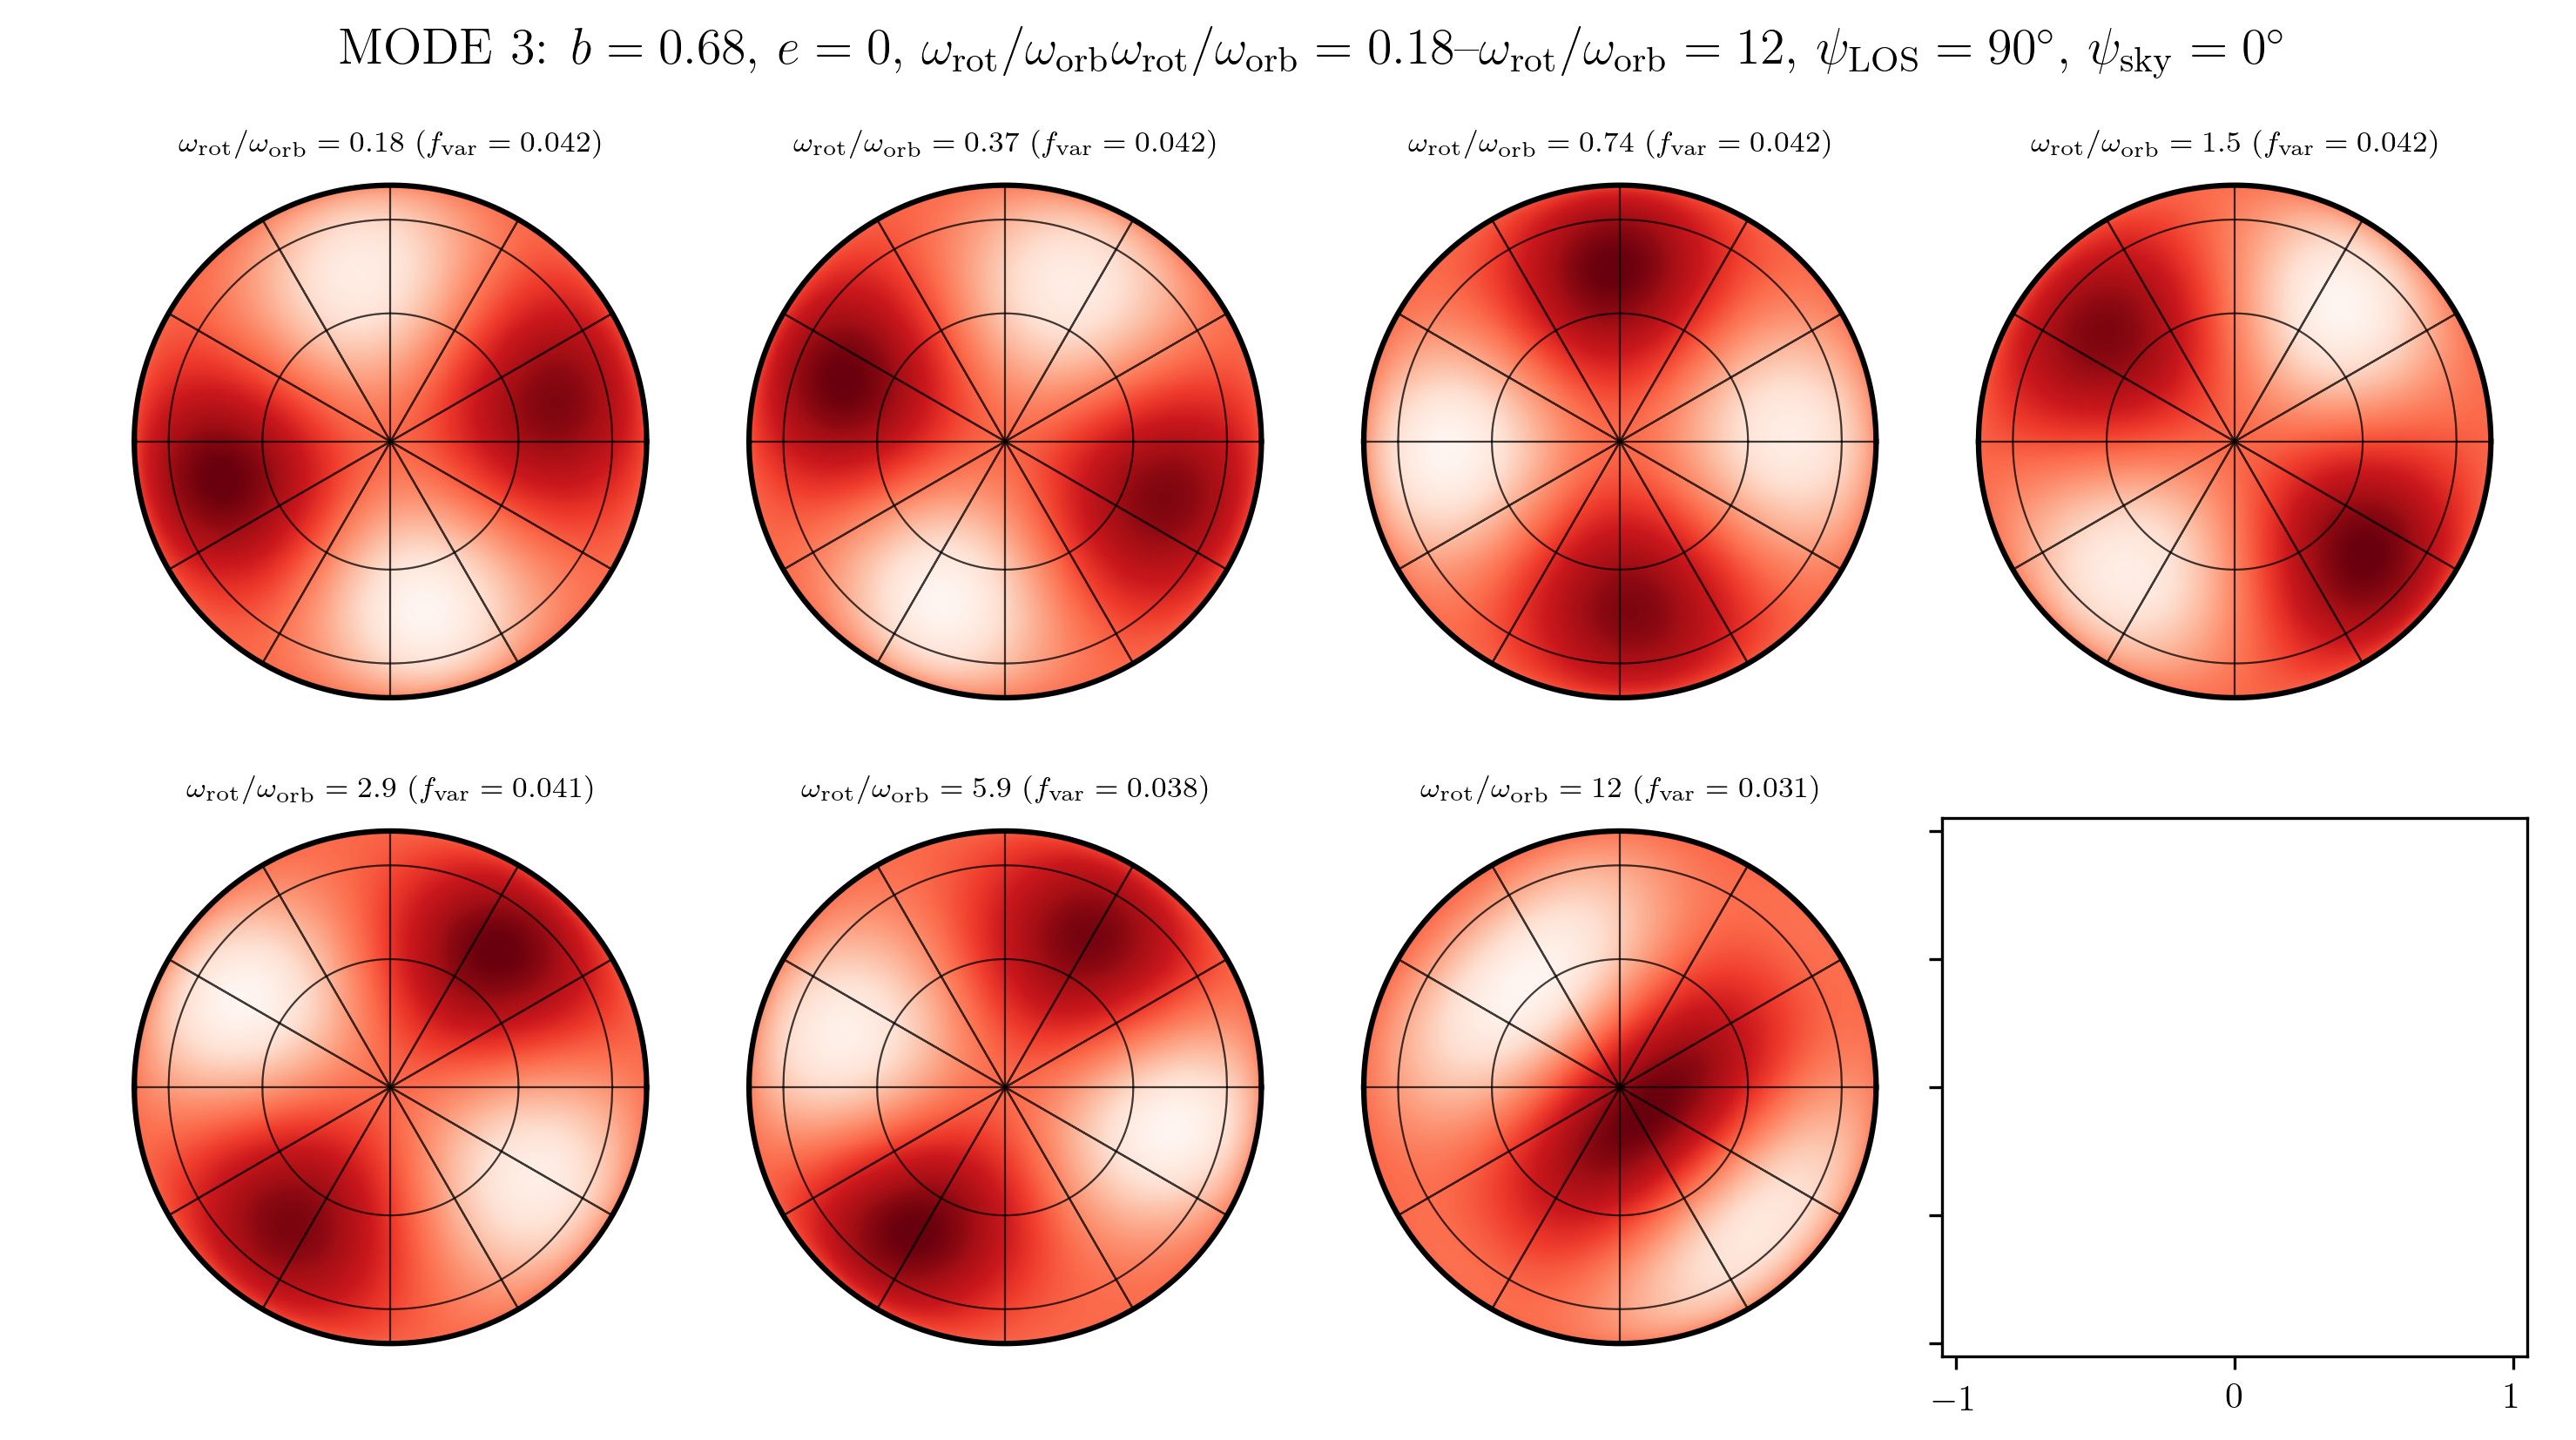 MODE 3: b = 0.68, e = 0, ω_rot/ω_orbω_rot/ω_orb = 0.18–ω_rot/ω_orb = 12, ψ_LOS = 90°, ψ_sky = 0°
ω_rot/ω_orb = 0.18 (f_var = 0.042)
ω_rot/ω_orb = 0.37 (f_var = 0.042)
ω_rot/ω_orb = 0.74 (f_var = 0.042)
ω_rot/ω_orb = 1.5 (f_var = 0.042)
ω_rot/ω_orb = 2.9 (f_var = 0.041)
ω_rot/ω_orb = 5.9 (f_var = 0.038)
ω_rot/ω_orb = 12 (f_var = 0.031)
−1 0 1